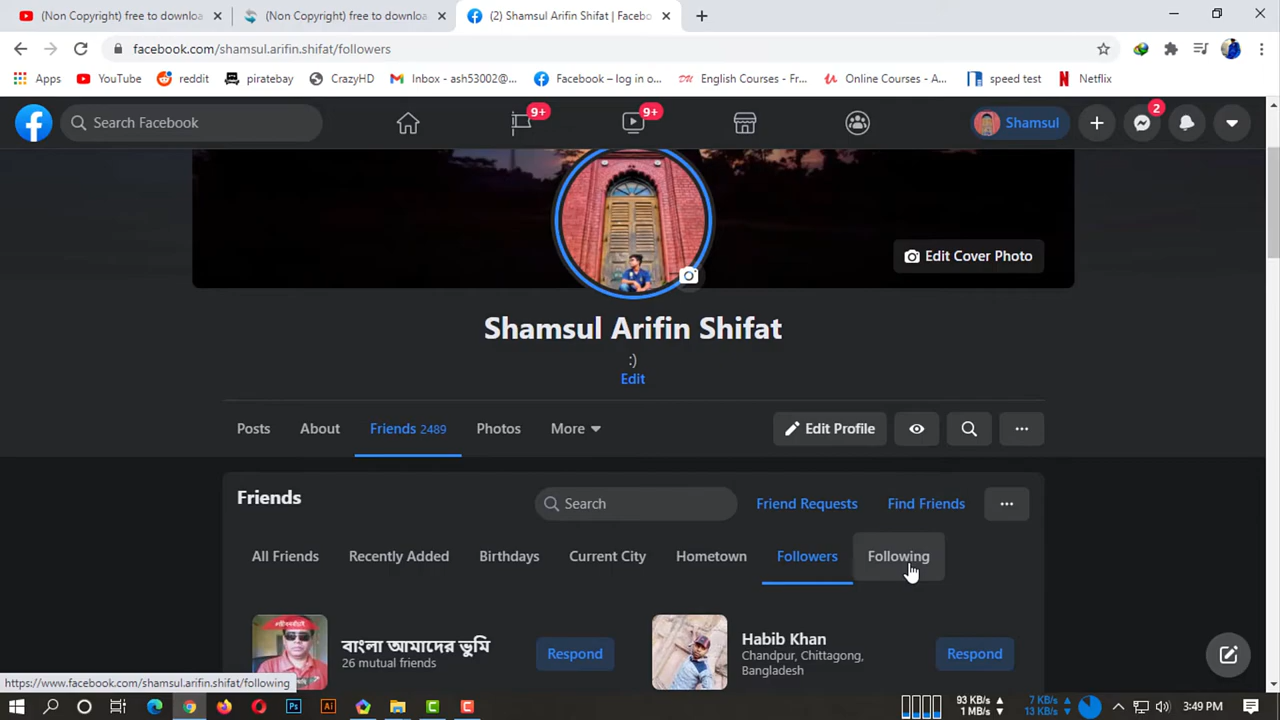 (Non Copyright) free to downloa
(Non Copyright) free to downloa
(2) Shamsul Arifin Shifat | Facebo
facebook.com/shamsul.arifin.shifat/followers
Apps
YouTube
reddit
piratebay
CrazyHD
Inbox - ash53002@...
Facebook – log in o...
English Courses - Fr...
Online Courses - A...
speed test
Netflix
Search Facebook
9+
9+
Shamsul
2
Edit Cover Photo
Shamsul Arifin Shifat
:)
Edit
Posts
About
Friends 2489
Photos
More
Edit Profile
Friends
Search
Friend Requests
Find Friends
All Friends
Recently Added
Birthdays
Current City
Hometown
Followers
Following
বাংলা আমাদের ভুমি
26 mutual friends
Respond
Habib Khan
Chandpur, Chittagong,
Bangladesh
Respond
https://www.facebook.com/shamsul.arifin.shifat/following
Ps
Ai
93 KB/s
1 MB/s
7 KB/s
13 KB/s
3:49 PM